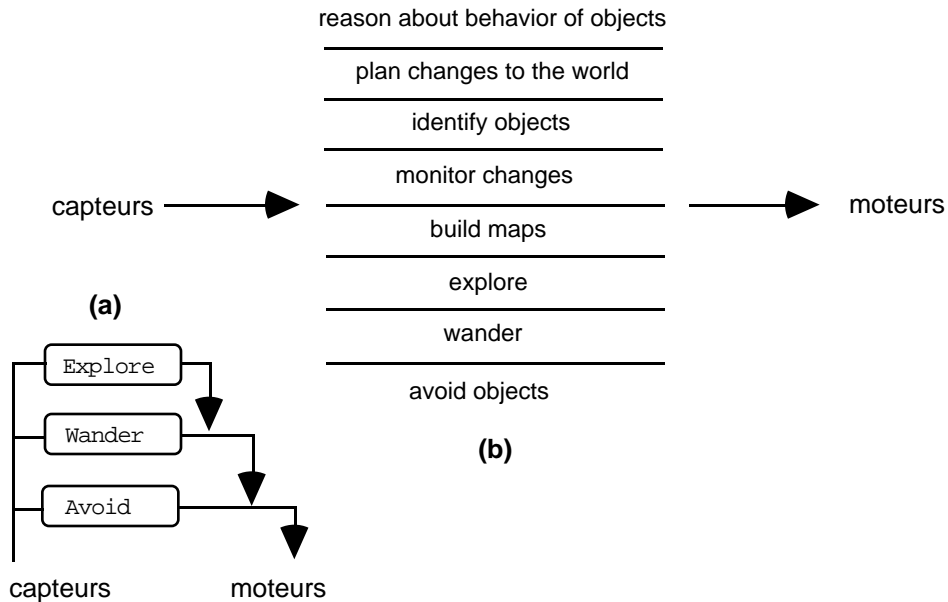 reason about behavior of objects
plan changes to the world
identify objects
monitor changes
capteurs
moteurs
build maps
explore
wander
avoid objects
(b)
(a)
Explore
Wander
Avoid
capteurs
moteurs